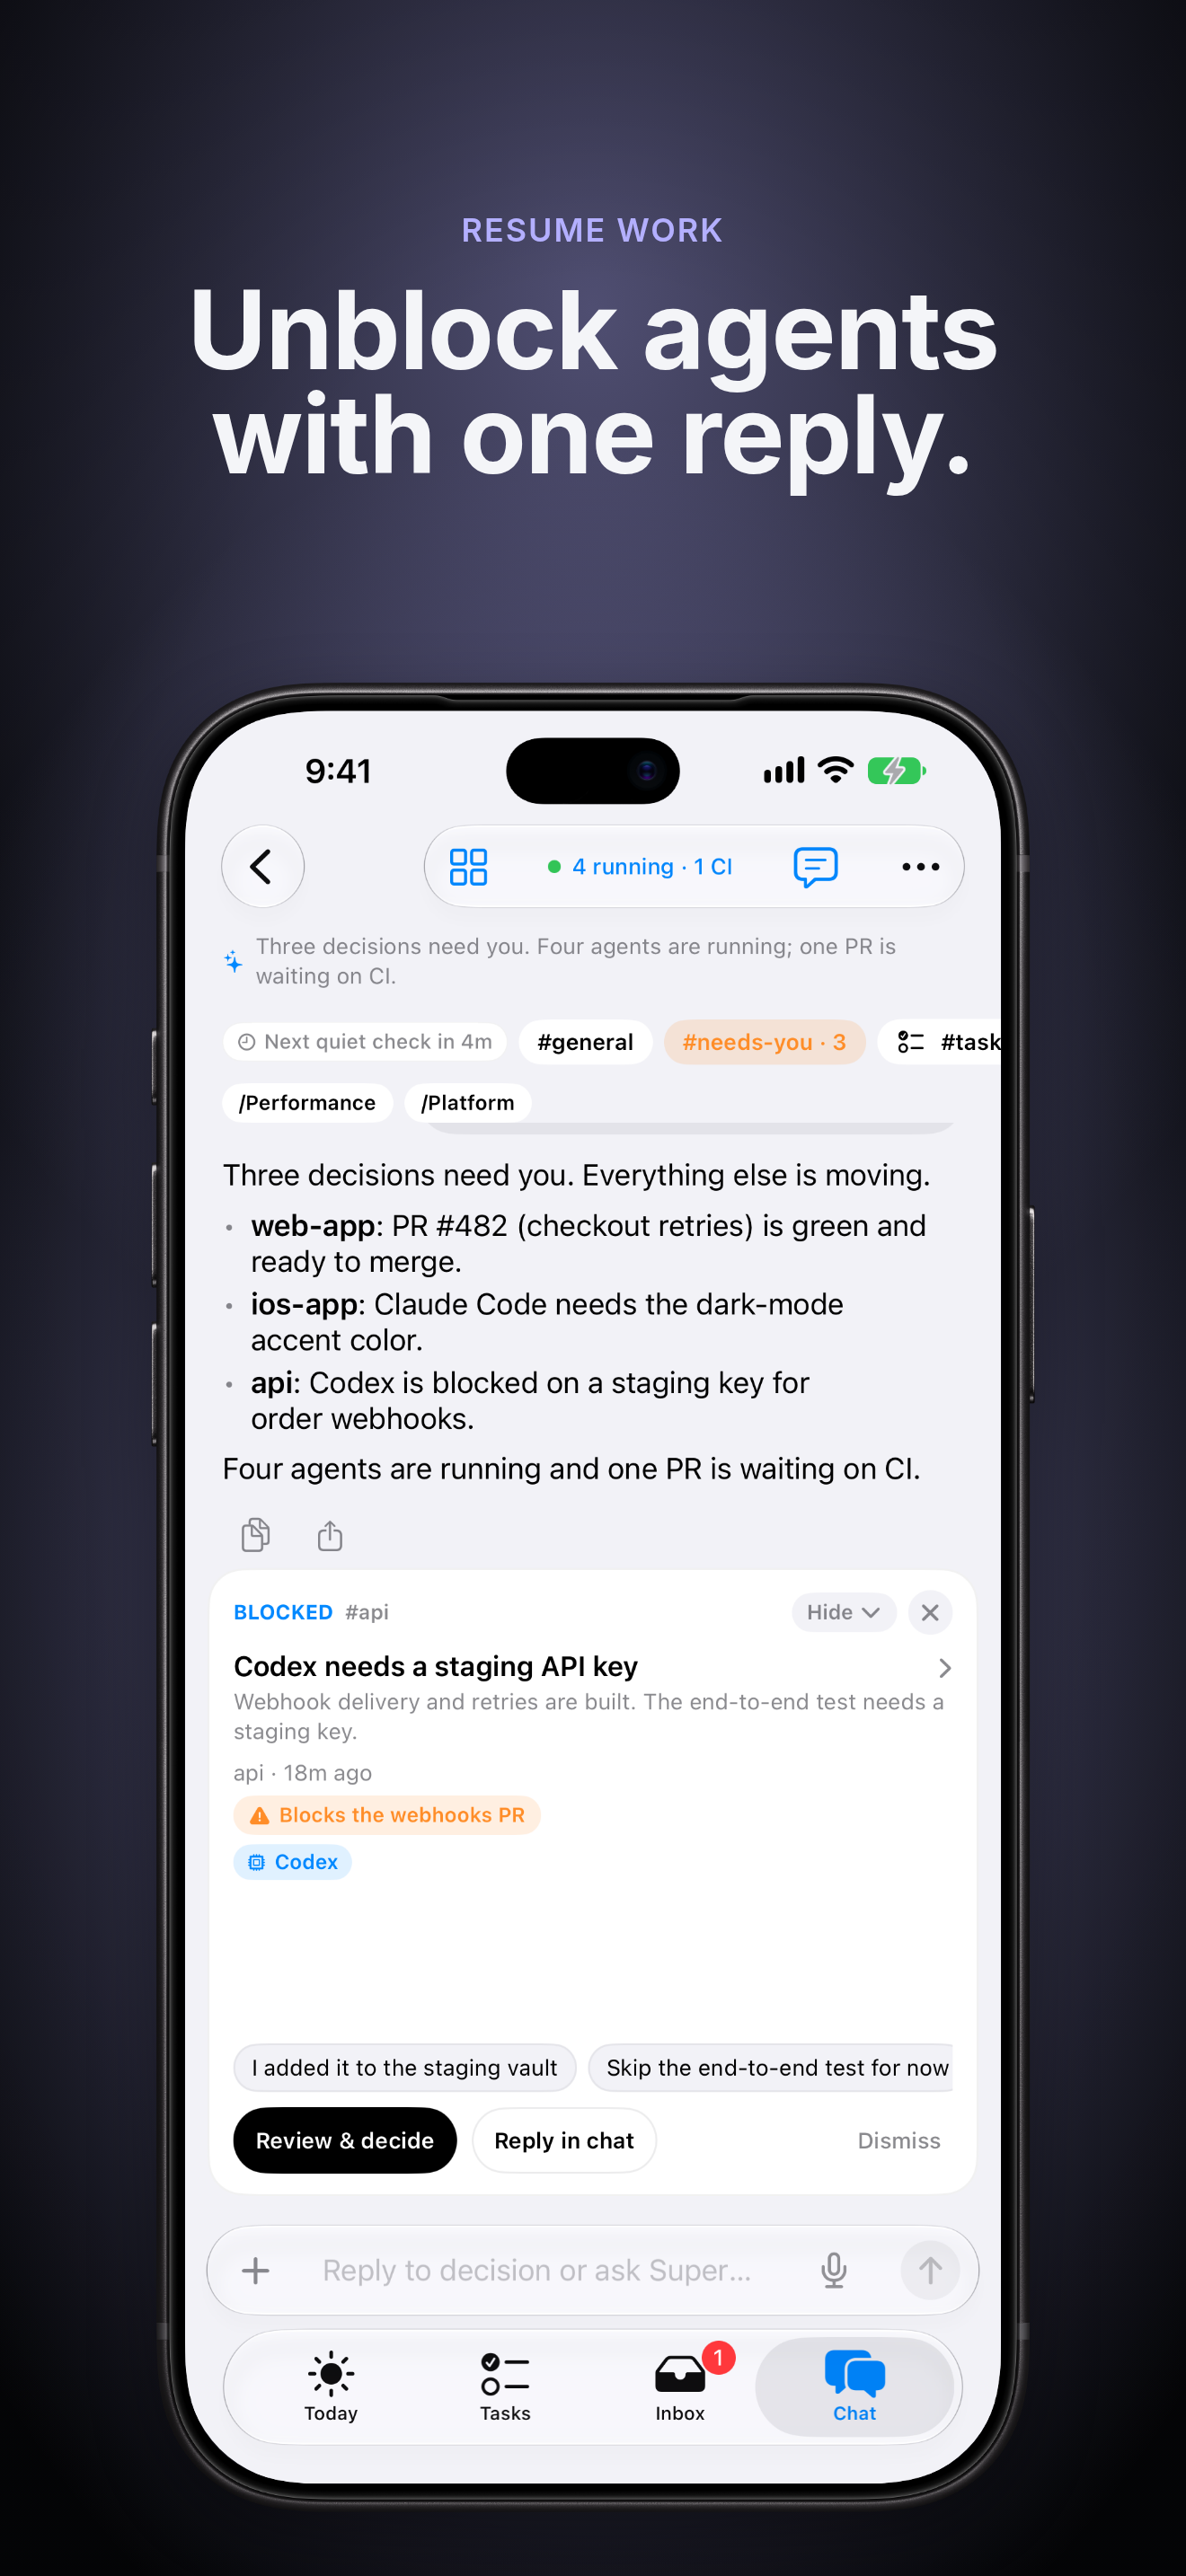 RESUME WORK
Unblock agents
with one reply.
9:41
4 running · 1 CI
Three decisions need you. Four agents are running; one PR is
waiting on CI.
Next quiet check in 4m
#general
#needs-you · 3
#task
/Performance
/Platform
Three decisions need you. Everything else is moving.
• web-app: PR #482 (checkout retries) is green and
ready to merge.
• ios-app: Claude Code needs the dark-mode
accent color.
• api: Codex is blocked on a staging key for
order webhooks.
Four agents are running and one PR is waiting on CI.
BLOCKED #api
Hide
Codex needs a staging API key
Webhook delivery and retries are built. The end-to-end test needs a
staging key.
api · 18m ago
Blocks the webhooks PR
Codex
I added it to the staging vault
Skip the end-to-end test for now
Review & decide
Reply in chat
Dismiss
Reply to decision or ask Super...
1
Today
Tasks
Inbox
Chat